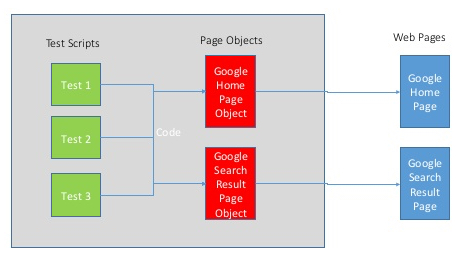 Test Scripts
Page Objects
Web Pages
Test 1
Test 2
Test 3
Code
Google
Home
Page
Object
Google
Search
Result
Page
Object
Google
Home
Page
Google
Search
Result
Page